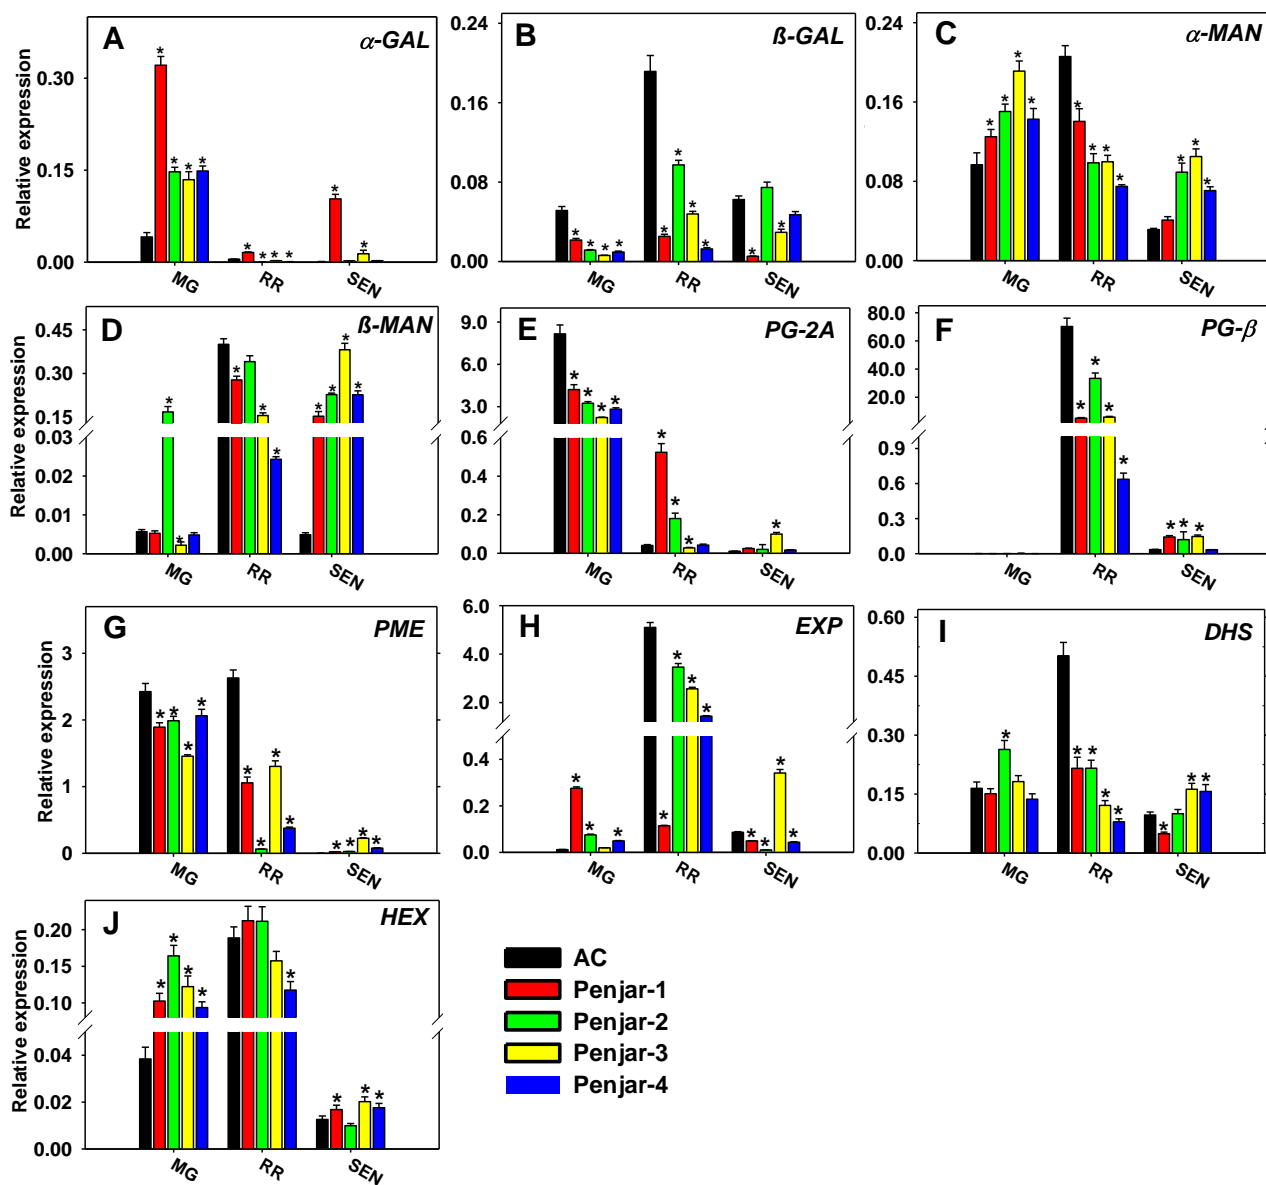 A
α-GAL
Relative expression
0.30
0.15
0.00
MG
RR
SEN
B
ß-GAL
0.24
0.16
0.08
0.00
MG
RR
SEN
C
α-MAN
0.24
0.16
0.08
0.00
MG
RR
SEN
D
ß-MAN
Relative expression
0.45
0.30
0.15
0.03
0.02
0.01
0.00
MG
RR
SEN
E
PG-2A
9.0
6.0
3.0
0.6
0.4
0.2
0.0
MG
RR
SEN
F
PG-β
80.0
60.0
40.0
20.0
0.9
0.6
0.3
0.0
MG
RR
SEN
G
PME
Relative expression
3
2
1
0
MG
RR
SEN
H
EXP
6.0
4.0
2.0
0.4
0.2
0.0
MG
RR
SEN
I
DHS
0.60
0.45
0.30
0.15
0.00
MG
RR
SEN
J
HEX
Relative expression
0.20
0.15
0.10
0.04
0.02
0.00
MG
RR
SEN
AC
Penjar-1
Penjar-2
Penjar-3
Penjar-4